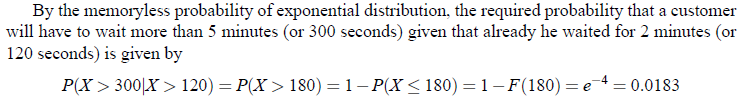 By the memoryless probability of exponential distribution, the required probability that a customer
will have to wait more than 5 minutes (or 300 seconds) given that already he waited for 2 minutes (or
120 seconds) is given by
P(X > 300|X > 120) = P(X > 180) = 1 − P(X ≤ 180) = 1 − F(180) = e⁻⁴ = 0.0183